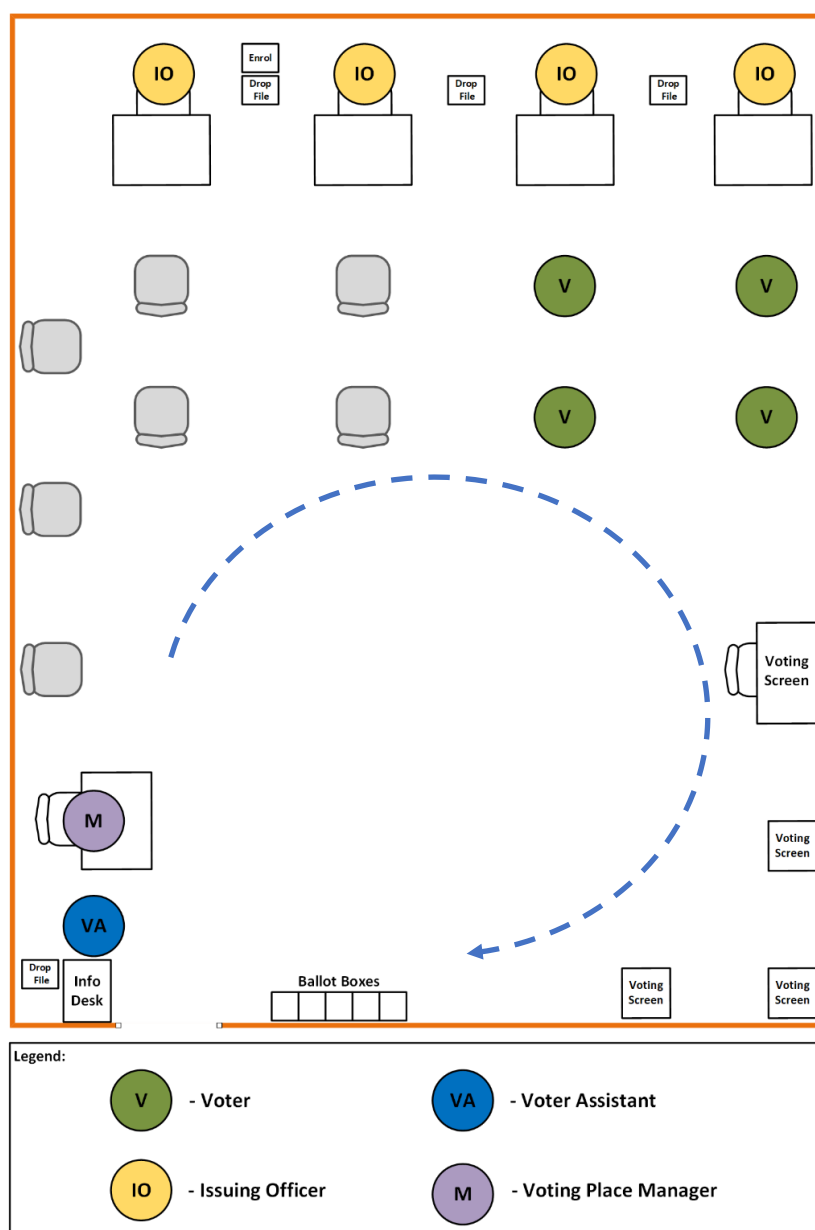 IO
Enrol
Drop
File
IO
Drop
File
IO
Drop
File
IO
V
V
V
V
Voting
Screen
M
Voting
Screen
VA
Drop
File
Info
Desk
Ballot Boxes
Voting
Screen
Voting
Screen
Legend:
V - Voter
VA - Voter Assistant
IO - Issuing Officer
M - Voting Place Manager